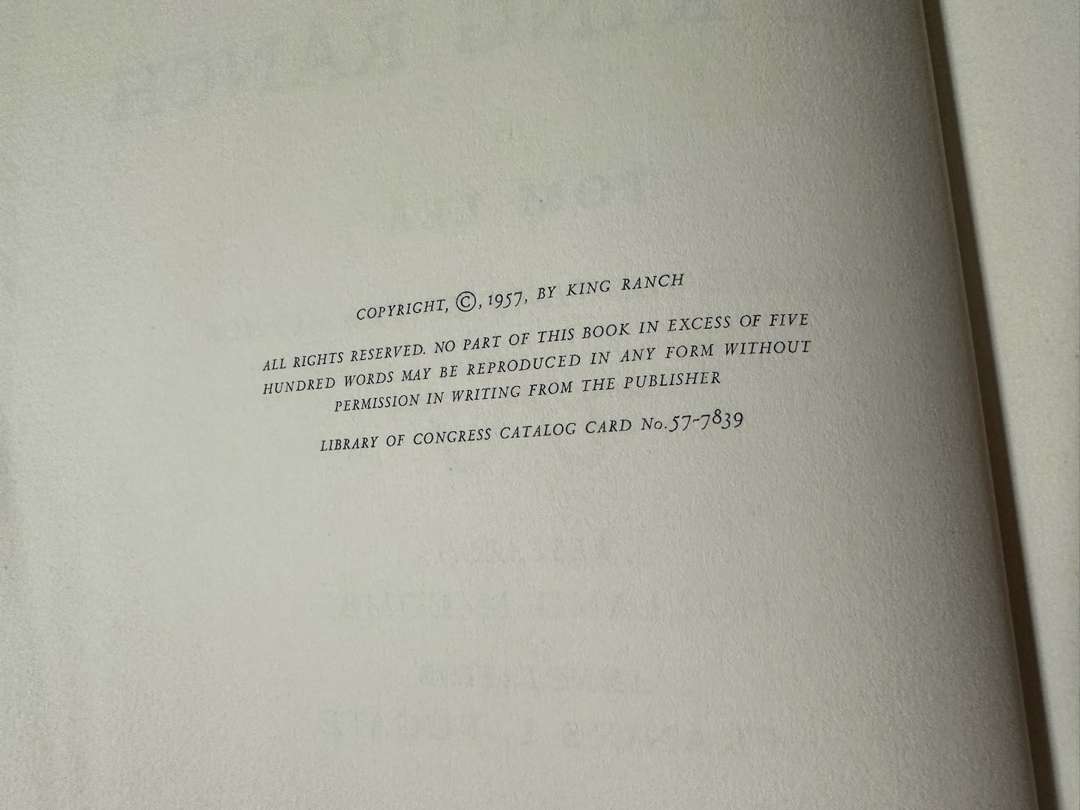 COPYRIGHT, ©, 1957, BY KING RANCH
ALL RIGHTS RESERVED. NO PART OF THIS BOOK IN EXCESS OF FIVE
HUNDRED WORDS MAY BE REPRODUCED IN ANY FORM WITHOUT
PERMISSION IN WRITING FROM THE PUBLISHER
LIBRARY OF CONGRESS CATALOG CARD No. 57-7839